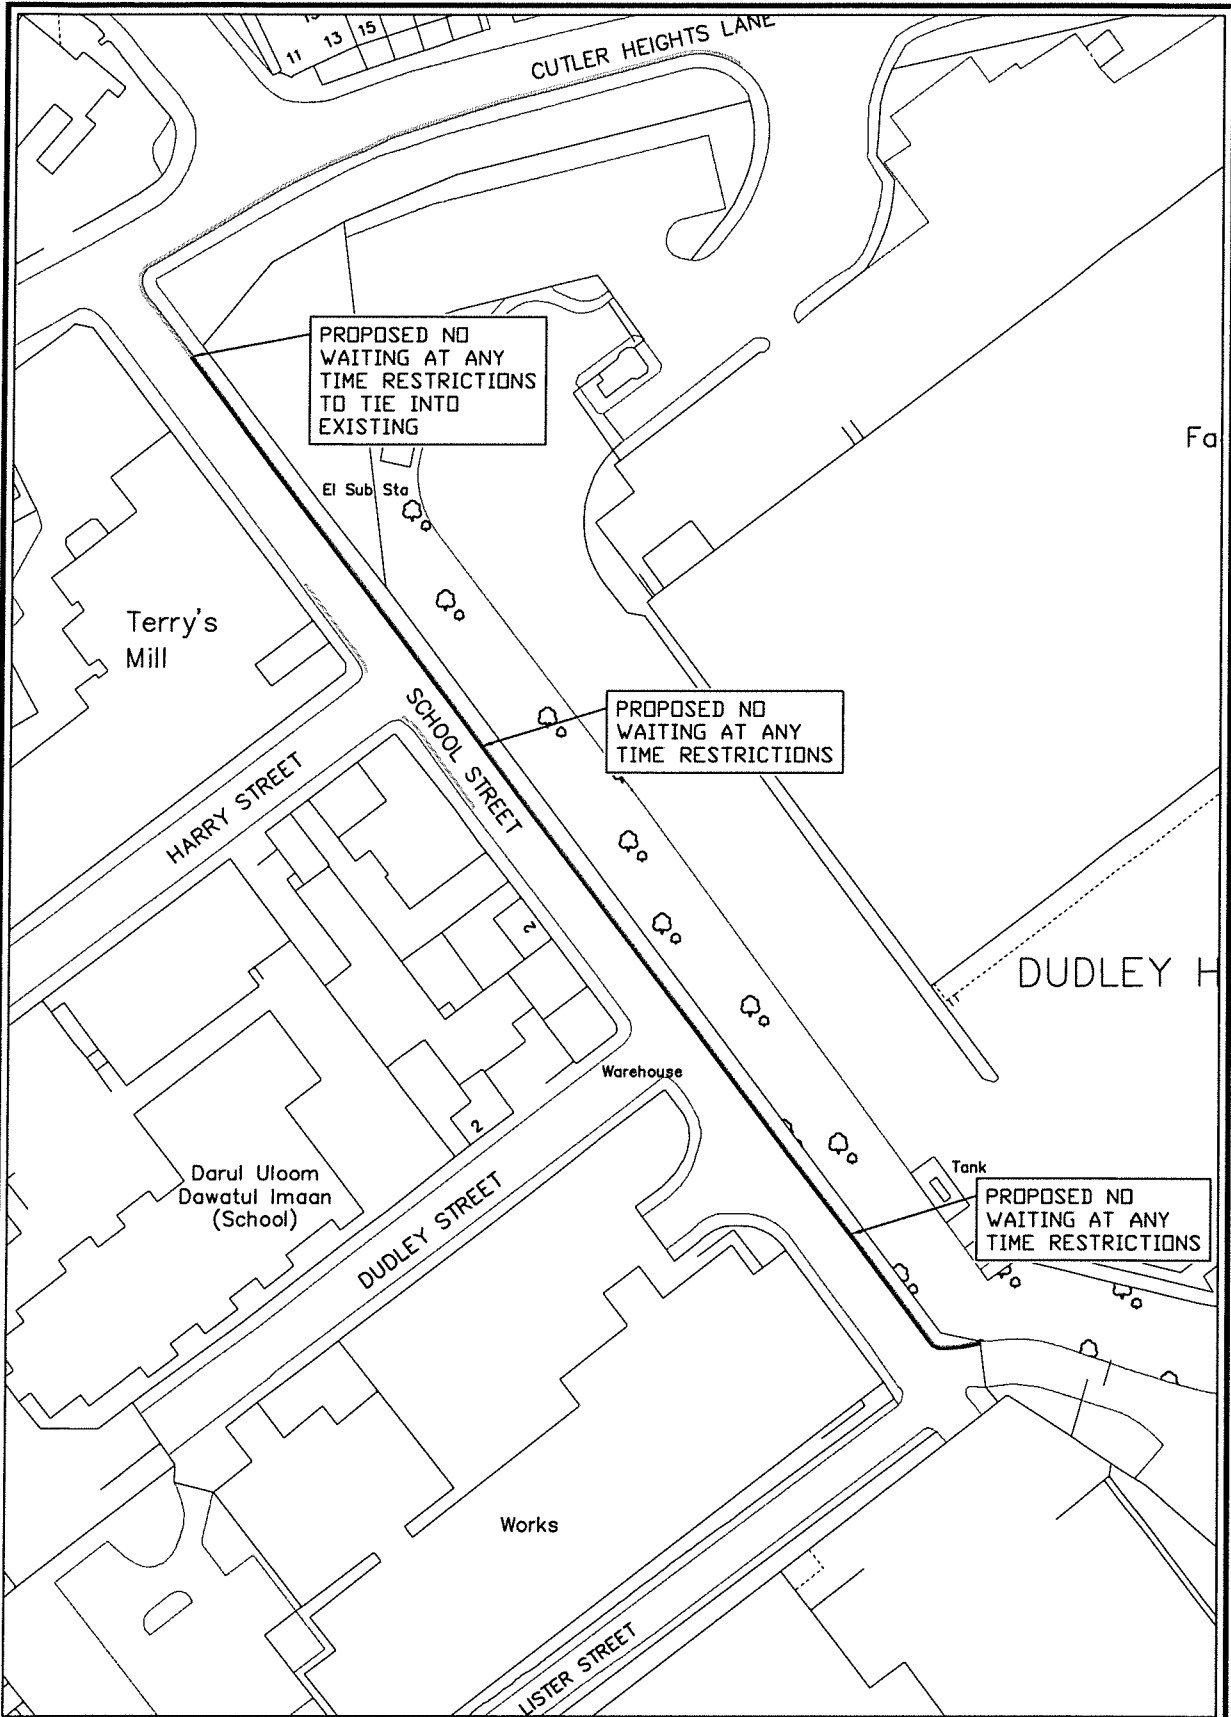 11
13
15
CUTLER HEIGHTS LANE
PROPOSED NO
WAITING AT ANY
TIME RESTRICTIONS
TO TIE INTO
EXISTING
Fa
El Sub Sta
Terry's
Mill
SCHOOL STREET
PROPOSED NO
WAITING AT ANY
TIME RESTRICTIONS
HARRY STREET
2
DUDLEY H
Warehouse
2
Darul Uloom
Dawatul Imaan
(School)
DUDLEY STREET
Tank
PROPOSED NO
WAITING AT ANY
TIME RESTRICTIONS
Works
LISTER STREET